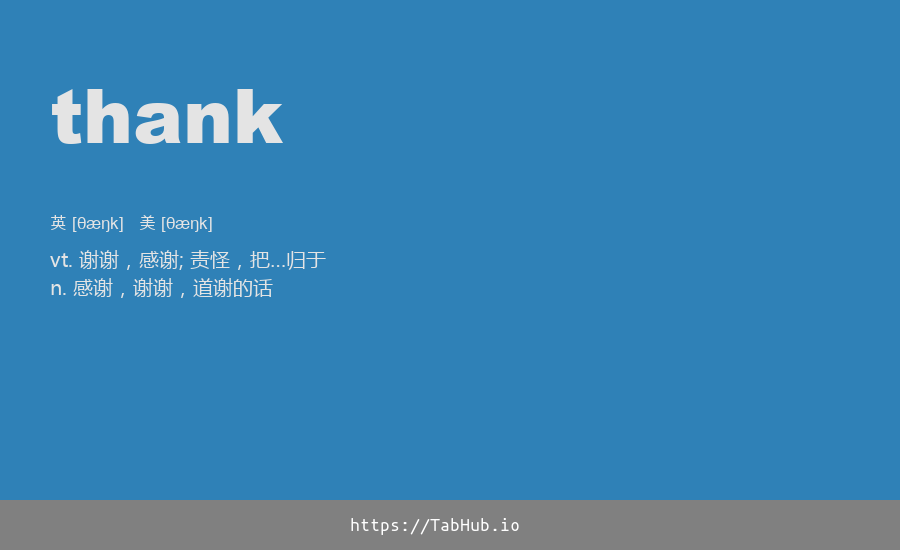 thank
英 [θæŋk] 美 [θæŋk]
vt. 谢谢，感谢; 责怪，把...归于
n. 感谢，谢谢，道谢的话
https://TabHub.io